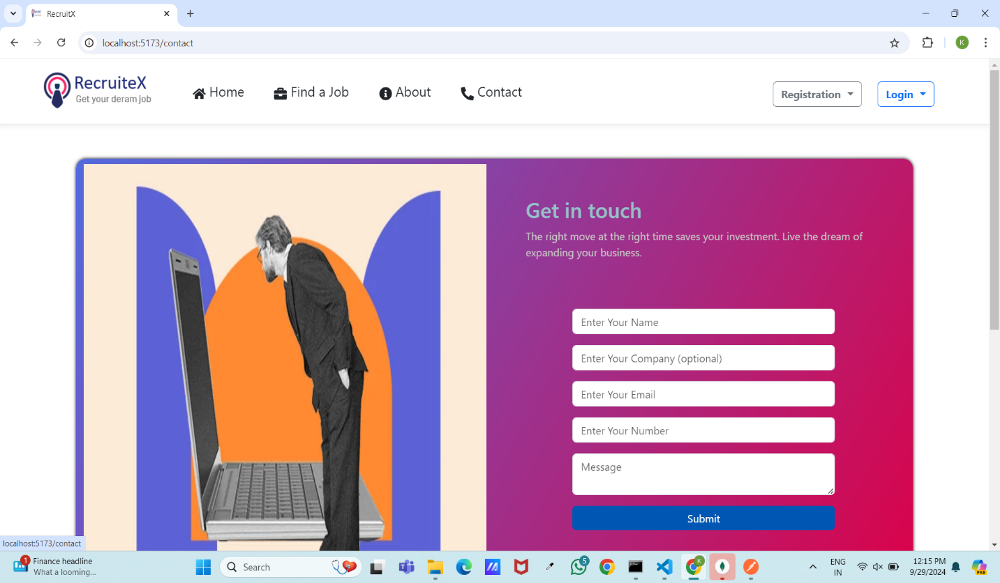 RecruitX
localhost:5173/contact
K
RecruiteX
Get your deram job
Home
Find a Job
About
Contact
Registration
Login
Get in touch
The right move at the right time saves your investment. Live the dream of
expanding your business.
Enter Your Name
Enter Your Company (optional)
Enter Your Email
Enter Your Number
Message
Submit
localhost:5173/contact
1
Finance headline
What a looming...
Search
5
K
ENG
IN
12:15 PM
9/29/2024
PRE